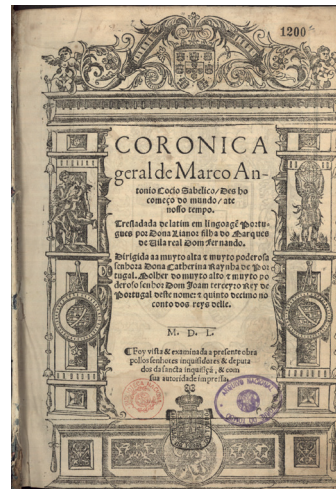 1200
CORONICA
geral de Marco An-
tonio Cocio Sabelico / Des ho
começo do mundo / ate
nosso tempo.
Tresladada de latim em lingoagẽ Portu-
gues por Dona Lianor filha do Marques
de Vila real Dom Fernando.
Dirigida aa muyto alta & muyto poderosa
senhora Dona Catherina Raynha de Por
tugal. Molher do muyto alto & muyto po
deroso senhor Dom Joam terceyro Rey de
Portugal deste nome: & quinto decimo no
conto dos reys delle.
M. D. L.
Foy vista & examinada a presente obra
pollos senhores inquisidores & deputa
dos da sancta inquisiçã, & com
sua autoridade impressa.